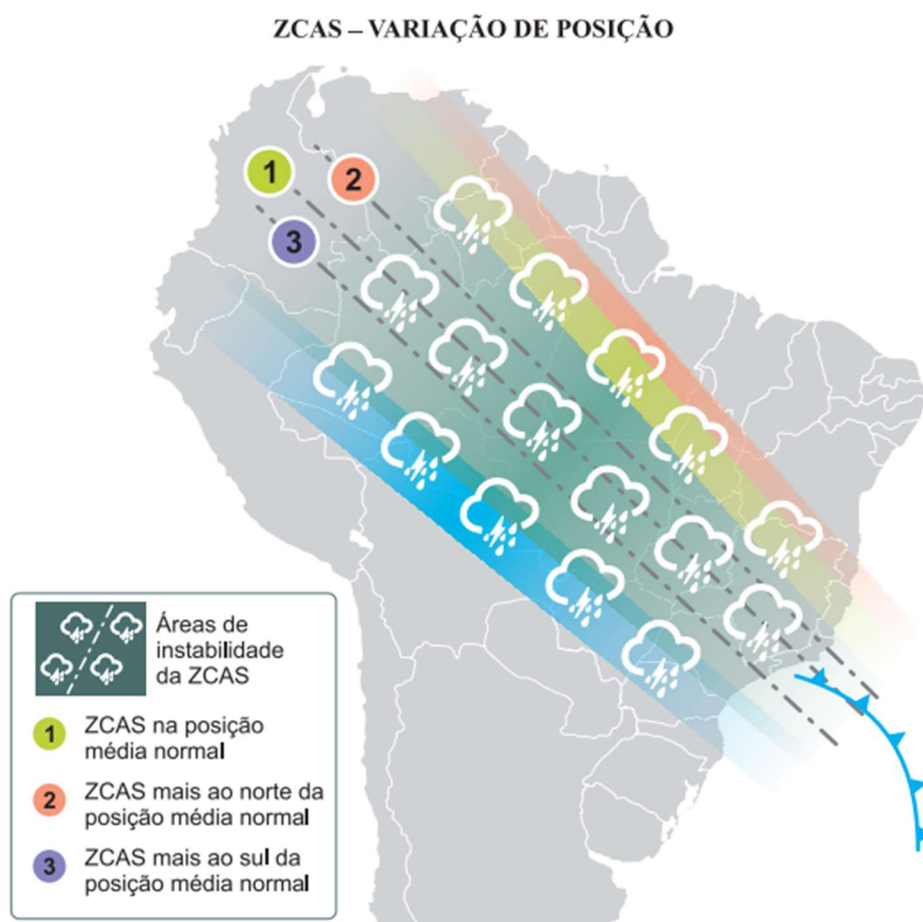 ZCAS – VARIAÇÃO DE POSIÇÃO
1
2
3
Áreas de
instabilidade
da ZCAS
1 ZCAS na posição
média normal
2 ZCAS mais ao norte da
posição média normal
3 ZCAS mais ao sul da
posição média normal